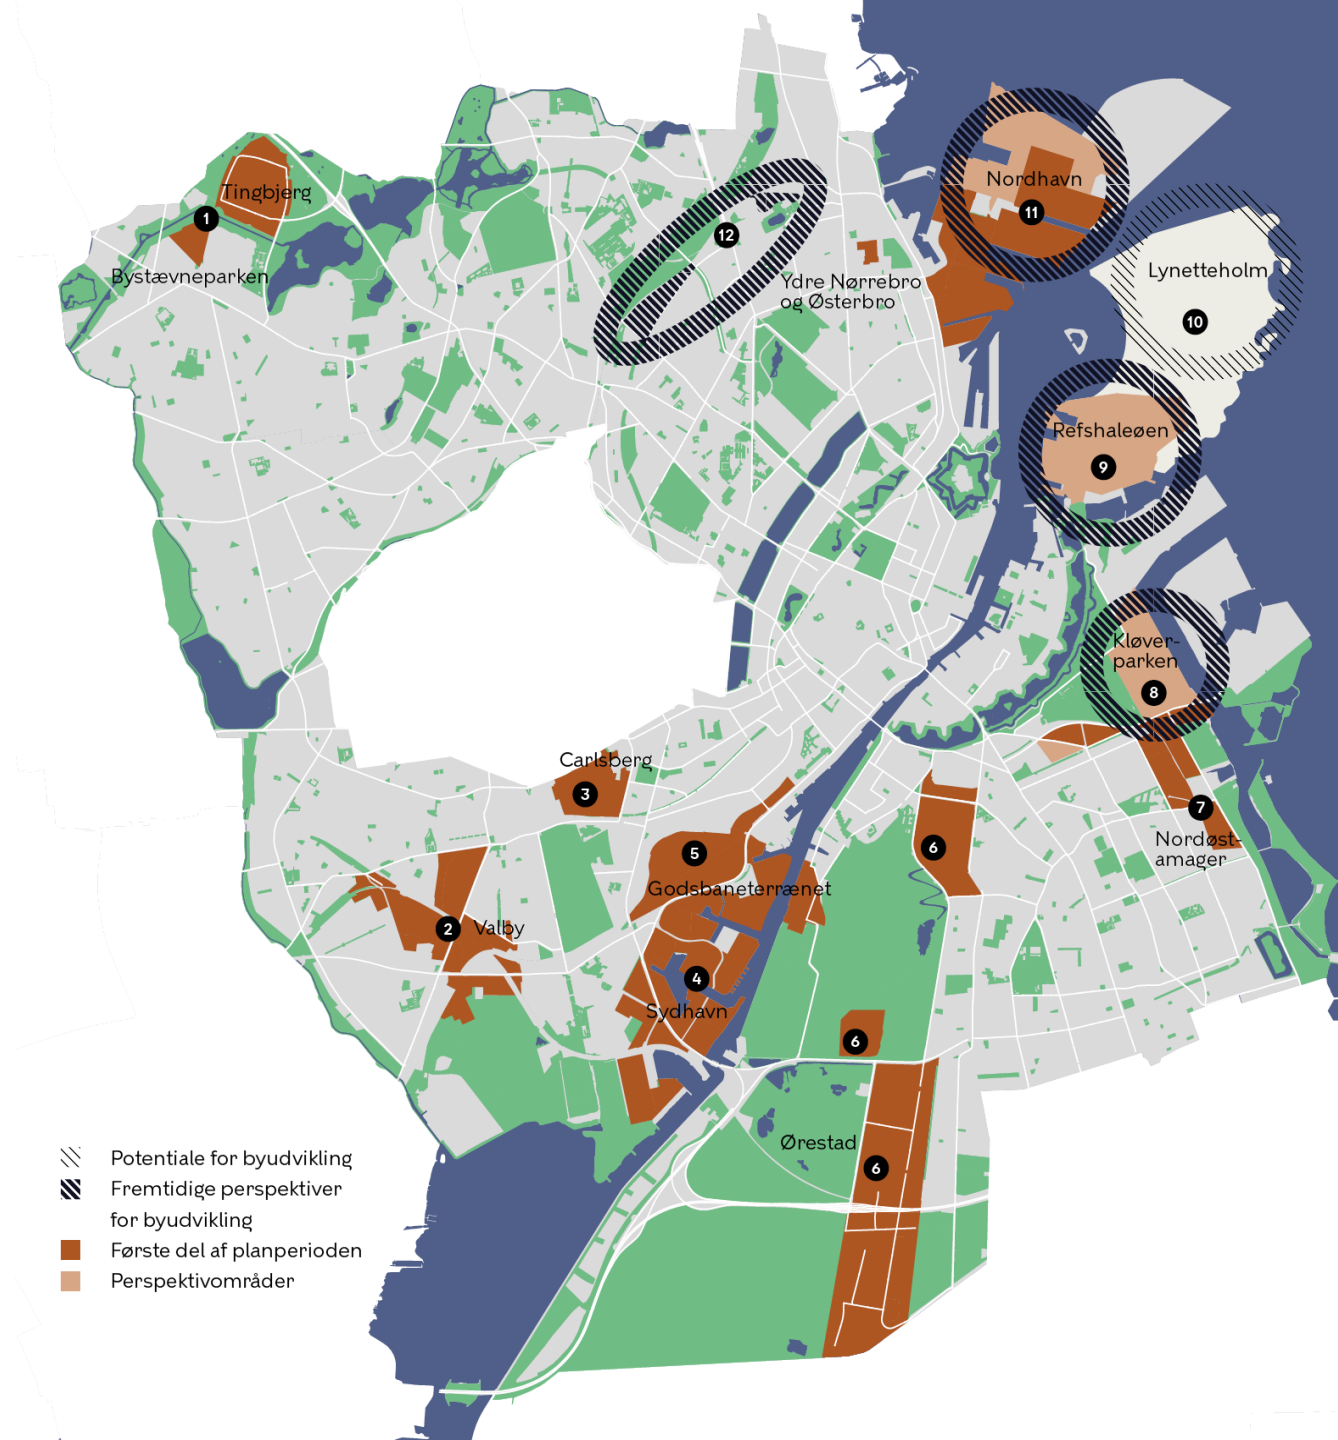 Nordhavn
11
Tingbjerg
1
Bystævneparken
12
Ydre Nørrebro
og Østerbro
Lynetteholm
10
Refshaleøen
9
Kløver-
parken
8
Carlsberg
3
7
Nordøst-
amager
6
5
Godsbaneterrænet
2
Valby
4
Sydhavn
6
Ørestad
6
Potentiale for byudvikling
Fremtidige perspektiver
for byudvikling
Første del af planperioden
Perspektivområder